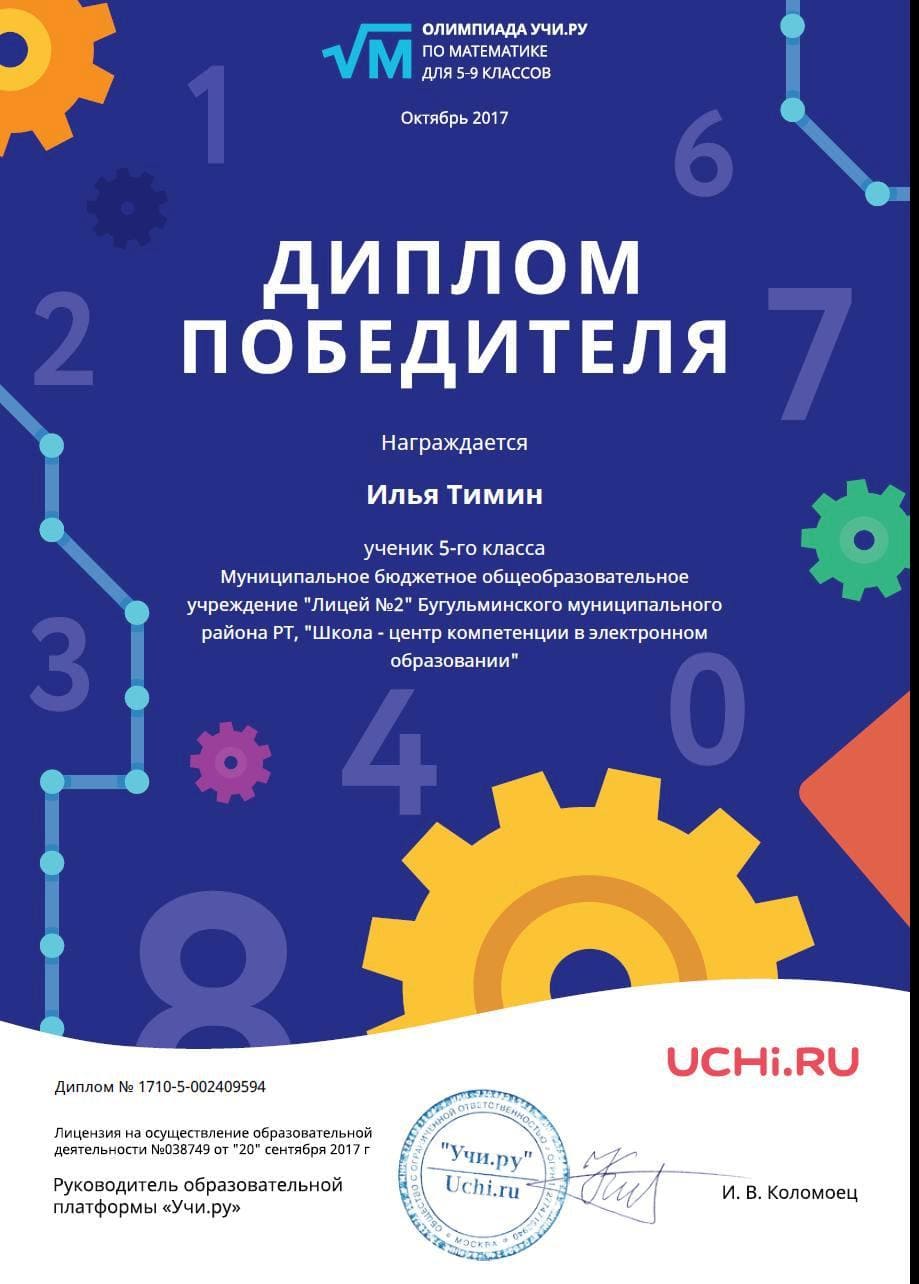 √М
ОЛИМПИАДА УЧИ.РУ
ПО МАТЕМАТИКЕ
ДЛЯ 5-9 КЛАССОВ
Октябрь 2017
1
6
2
7
ДИПЛОМ
ПОБЕДИТЕЛЯ
Награждается
Илья Тимин
ученик 5-го класса
Муниципальное бюджетное общеобразовательное
учреждение "Лицей №2" Бугульминского муниципального
района РТ, "Школа - центр компетенции в электронном
образовании"
3
4
0
8
UCHi.RU
Диплом № 1710-5-002409594
Лицензия на осуществление образовательной
деятельности №038749 от "20" сентября 2017 г
Руководитель образовательной
платформы «Учи.ру»
ОБЩЕСТВО С ОГРАНИЧЕННОЙ ОТВЕТСТВЕННОСТЬЮ
"Учи.ру"
Uchi.ru
МОСКВА
И. В. Коломоец